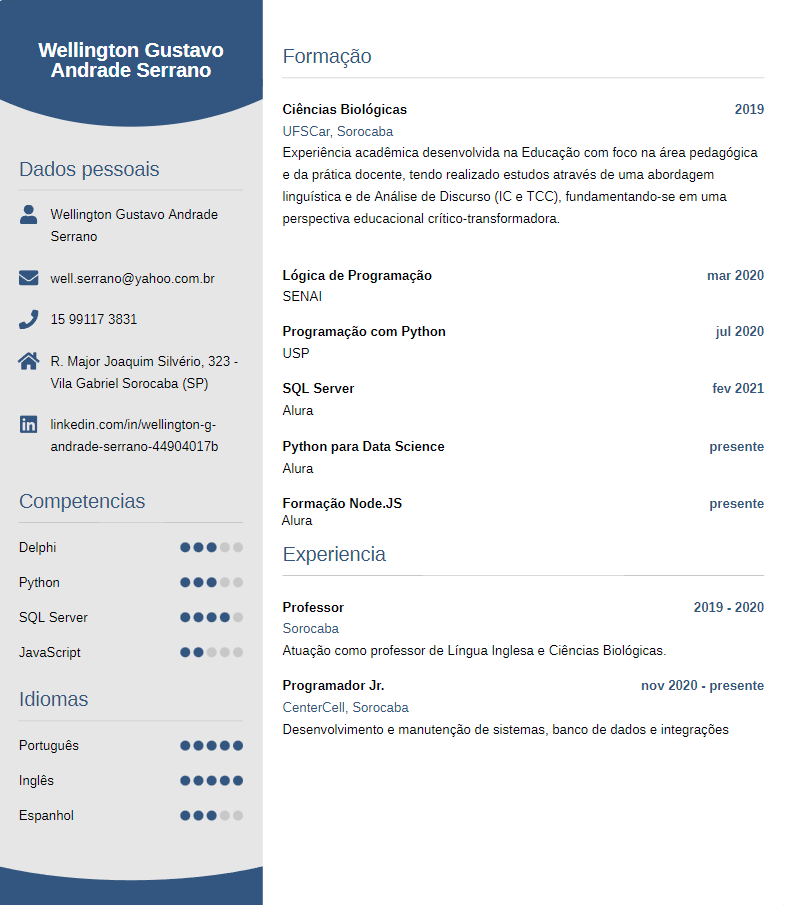 Wellington Gustavo
Andrade Serrano
Dados pessoais
Wellington Gustavo Andrade
Serrano
well.serrano@yahoo.com.br
15 99117 3831
R. Major Joaquim Silvério, 323 -
Vila Gabriel Sorocaba (SP)
linkedin.com/in/wellington-g-
andrade-serrano-44904017b
Competencias
Delphi
Python
SQL Server
JavaScript
Idiomas
Português
Inglês
Espanhol
Formação
Ciências Biológicas 2019
UFSCar, Sorocaba
Experiência acadêmica desenvolvida na Educação com foco na área pedagógica
e da prática docente, tendo realizado estudos através de uma abordagem
linguística e de Análise de Discurso (IC e TCC), fundamentando-se em uma
perspectiva educacional crítico-transformadora.
Lógica de Programação mar 2020
SENAI
Programação com Python jul 2020
USP
SQL Server fev 2021
Alura
Python para Data Science presente
Alura
Formação Node.JS presente
Alura
Experiencia
Professor 2019 - 2020
Sorocaba
Atuação como professor de Língua Inglesa e Ciências Biológicas.
Programador Jr. nov 2020 - presente
CenterCell, Sorocaba
Desenvolvimento e manutenção de sistemas, banco de dados e integrações